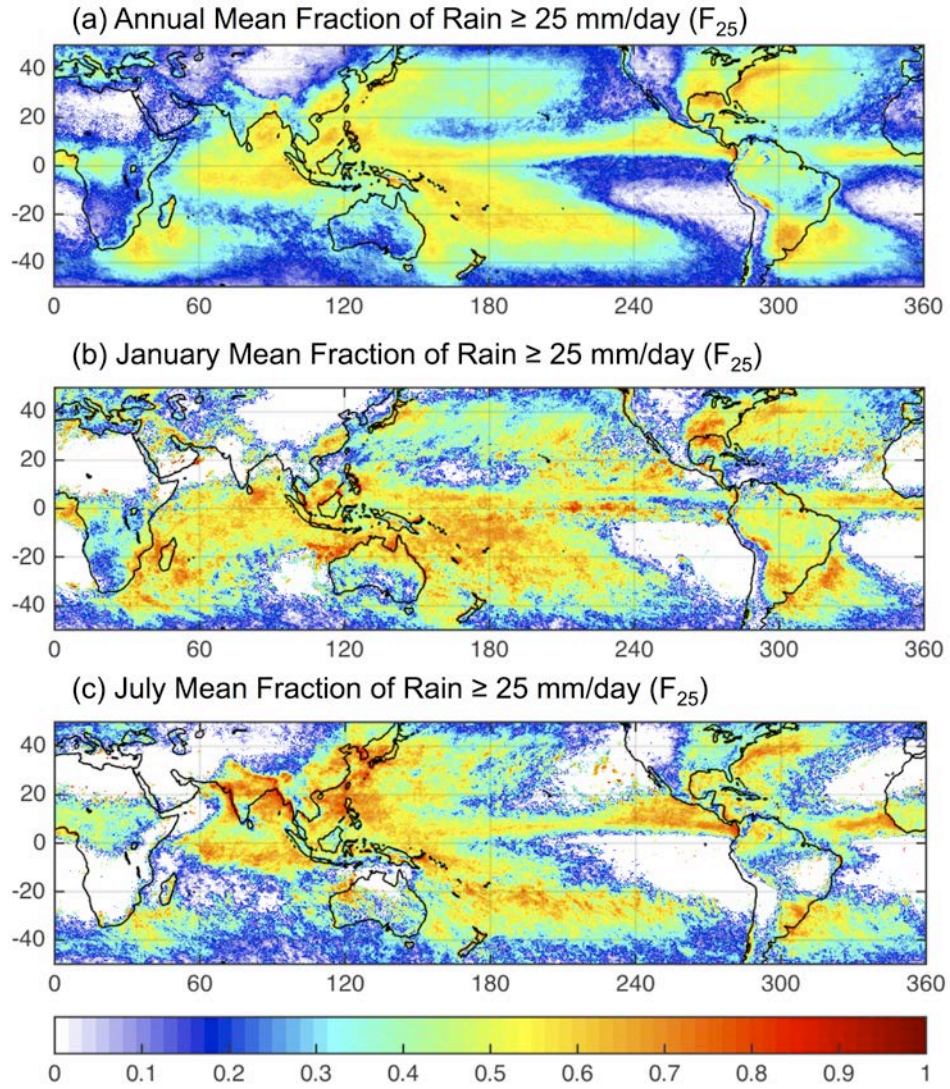 (a) Annual Mean Fraction of Rain ≥ 25 mm/day (F25)
40
20
0
-20
-40
0 60 120 180 240 300 360
(b) January Mean Fraction of Rain ≥ 25 mm/day (F25)
40
20
0
-20
-40
0 60 120 180 240 300 360
(c) July Mean Fraction of Rain ≥ 25 mm/day (F25)
40
20
0
-20
-40
0 60 120 180 240 300 360
0 0.1 0.2 0.3 0.4 0.5 0.6 0.7 0.8 0.9 1